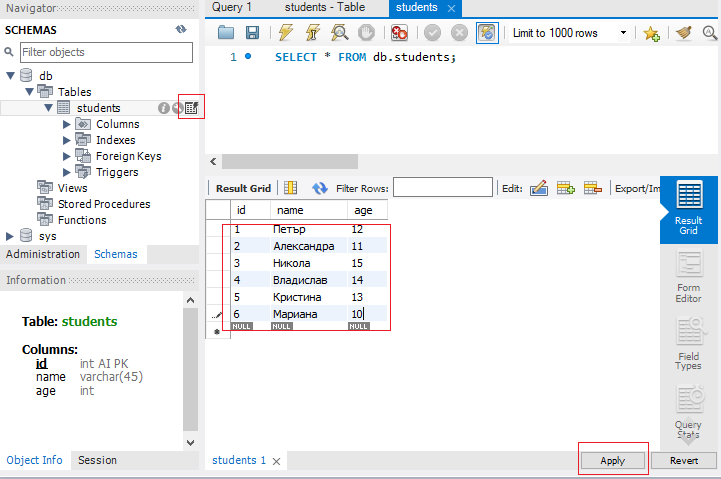 Navigator
SCHEMAS
Filter objects
db
Tables
students
Columns
Indexes
Foreign Keys
Triggers
Views
Stored Procedures
Functions
sys
Administration Schemas
Information
Table: students
Columns:
id int AI PK
name varchar(45)
age int
Object Info Session
Query 1 students - Table students
Limit to 1000 rows
1 SELECT * FROM db.students;
Result Grid Filter Rows: Edit: Export/Im
id name age
1 Петър 12
2 Александра 11
3 Никола 15
4 Владислав 14
5 Кристина 13
6 Мариана 10
NULL NULL NULL
Result
Grid
Form
Editor
Field
Types
Query
Stats
students 1
Apply Revert